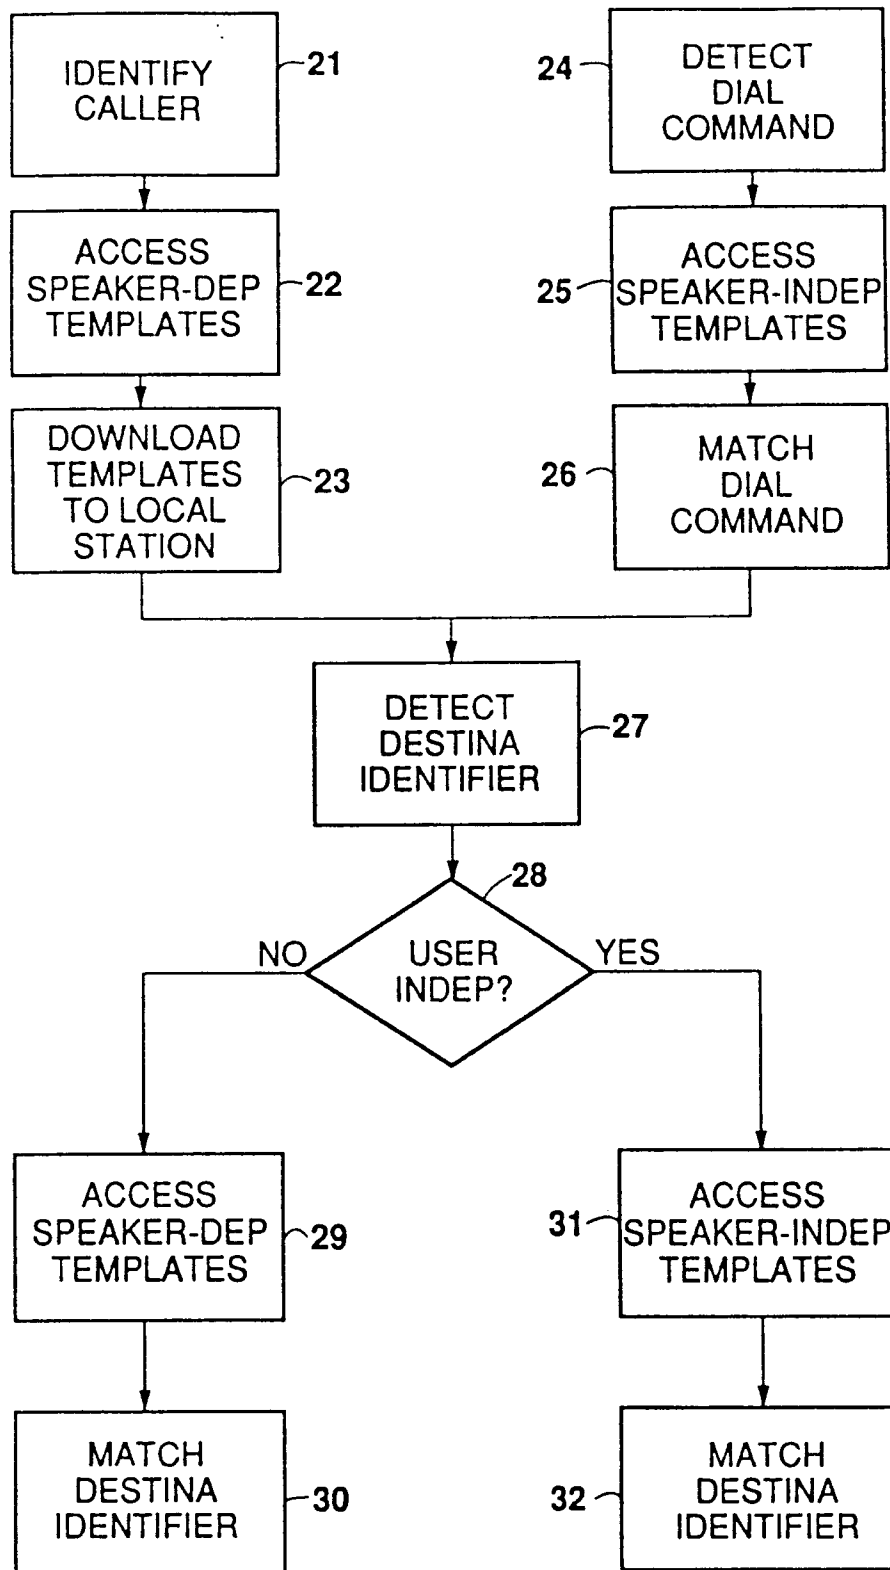 IDENTIFY
CALLER
21
24
DETECT
DIAL
COMMAND
ACCESS
SPEAKER-DEP
TEMPLATES
22
25
ACCESS
SPEAKER-INDEP
TEMPLATES
DOWNLOAD
TEMPLATES
TO LOCAL
STATION
23
26
MATCH
DIAL
COMMAND
DETECT
DESTINA
IDENTIFIER
27
28
NO
USER
INDEP?
YES
ACCESS
SPEAKER-DEP
TEMPLATES
29
31
ACCESS
SPEAKER-INDEP
TEMPLATES
MATCH
DESTINA
IDENTIFIER
30
32
MATCH
DESTINA
IDENTIFIER